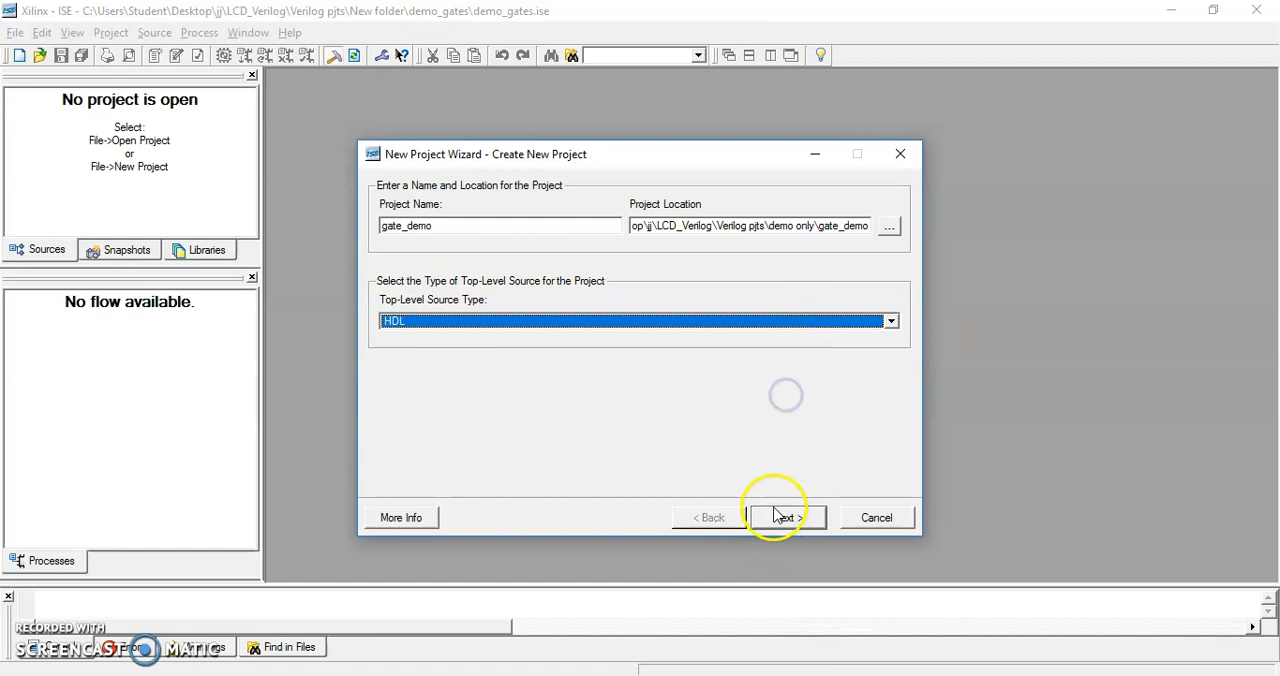 Xilinx - ISE - C:\Users\Student\Desktop\jj\LCD_Verilog\Verilog pjts\New folder\demo_gates\demo_gates.ise
File Edit View Project Source Process Window Help
No project is open
Select:
File->Open Project
or
File->New Project
Sources Snapshots Libraries
No flow available.
Processes
New Project Wizard - Create New Project
Enter a Name and Location for the Project
Project Name: Project Location
gate_demo op\jj\LCD_Verilog\Verilog pjts\demo only\gate_demo ...
Select the Type of Top-Level Source for the Project
Top-Level Source Type:
HDL
More Info < Back Next > Cancel
RECORDED WITH
SCREENCAST MATIC
Find in Files